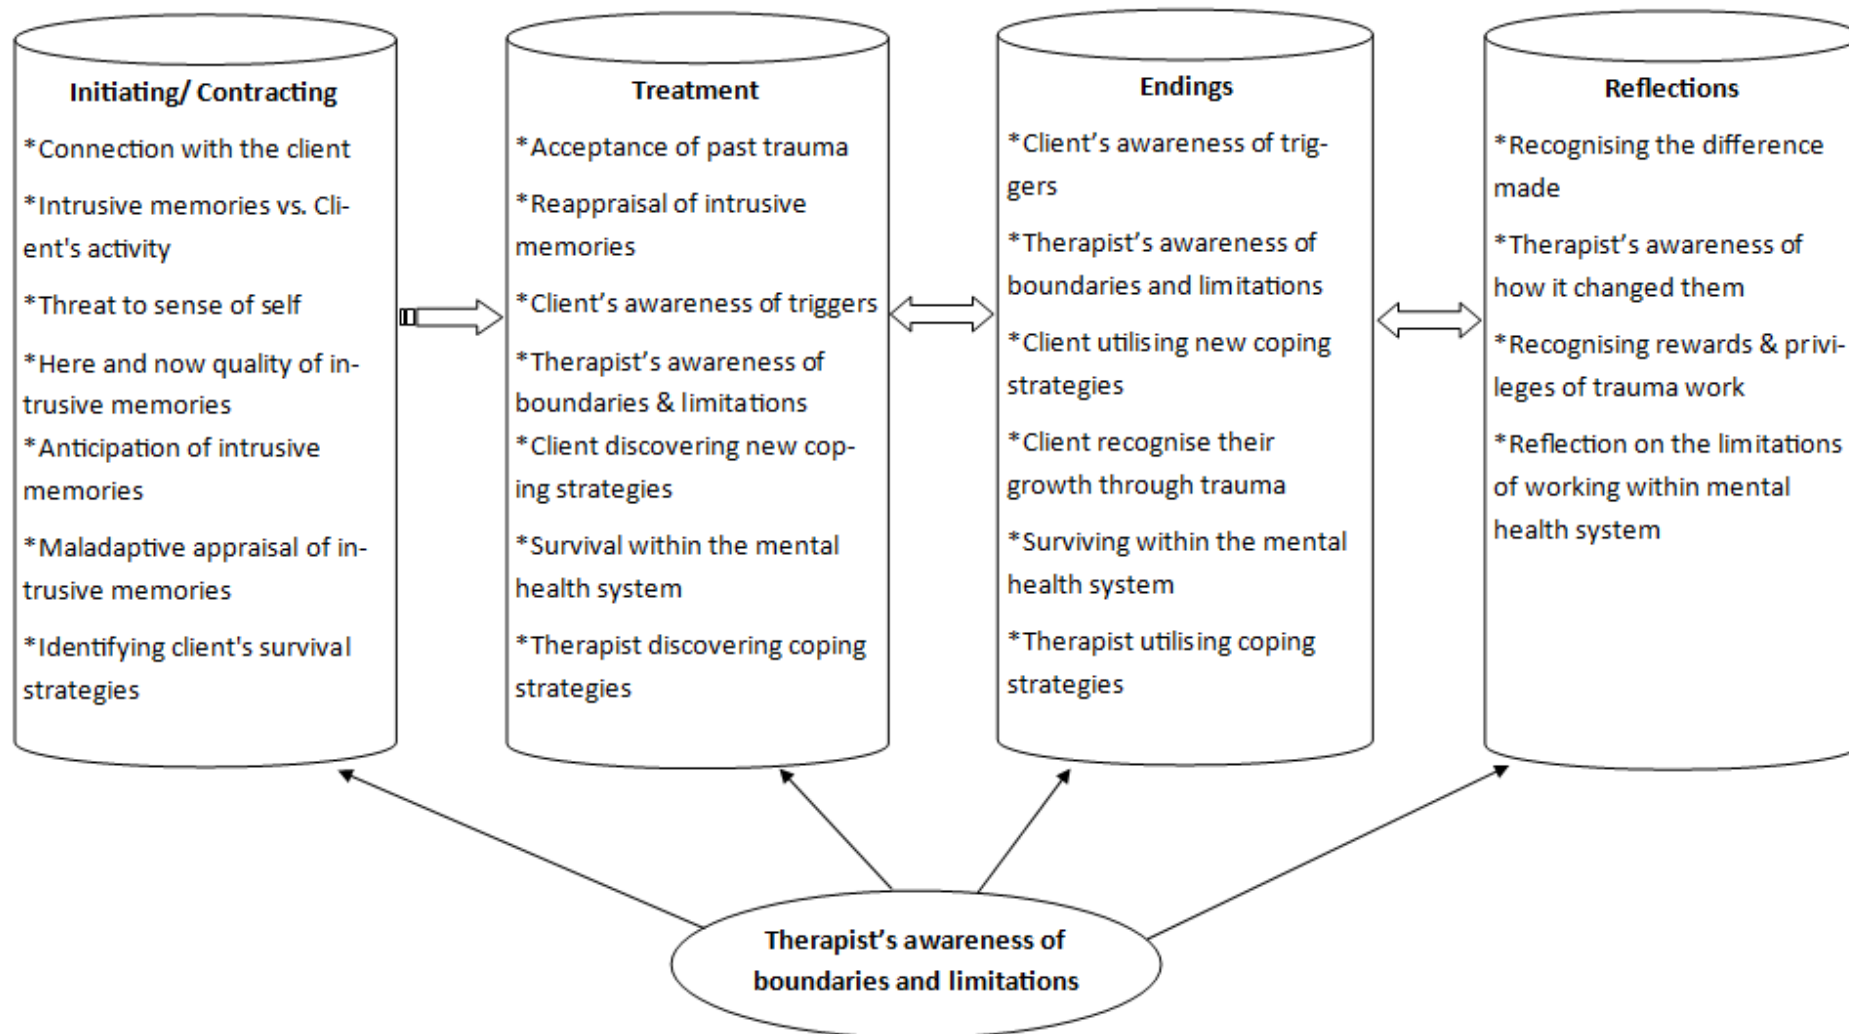 Initiating/ Contracting
*Connection with the client
*Intrusive memories vs. Cli-
ent's activity
*Threat to sense of self
*Here and now quality of in-
trusive memories
*Anticipation of intrusive
memories
*Maladaptive appraisal of in-
trusive memories
*Identifying client's survival
strategies
Treatment
*Acceptance of past trauma
*Reappraisal of intrusive
memories
*Client’s awareness of triggers
*Therapist’s awareness of
boundaries & limitations
*Client discovering new cop-
ing strategies
*Survival within the mental
health system
*Therapist discovering coping
strategies
Endings
*Client’s awareness of trig-
gers
*Therapist’s awareness of
boundaries and limitations
*Client utilising new coping
strategies
*Client recognise their
growth through trauma
*Surviving within the mental
health system
*Therapist utilising coping
strategies
Reflections
*Recognising the difference
made
*Therapist’s awareness of
how it changed them
*Recognising rewards & privi-
leges of trauma work
*Reflection on the limitations
of working within mental
health system
Therapist’s awareness of
boundaries and limitations